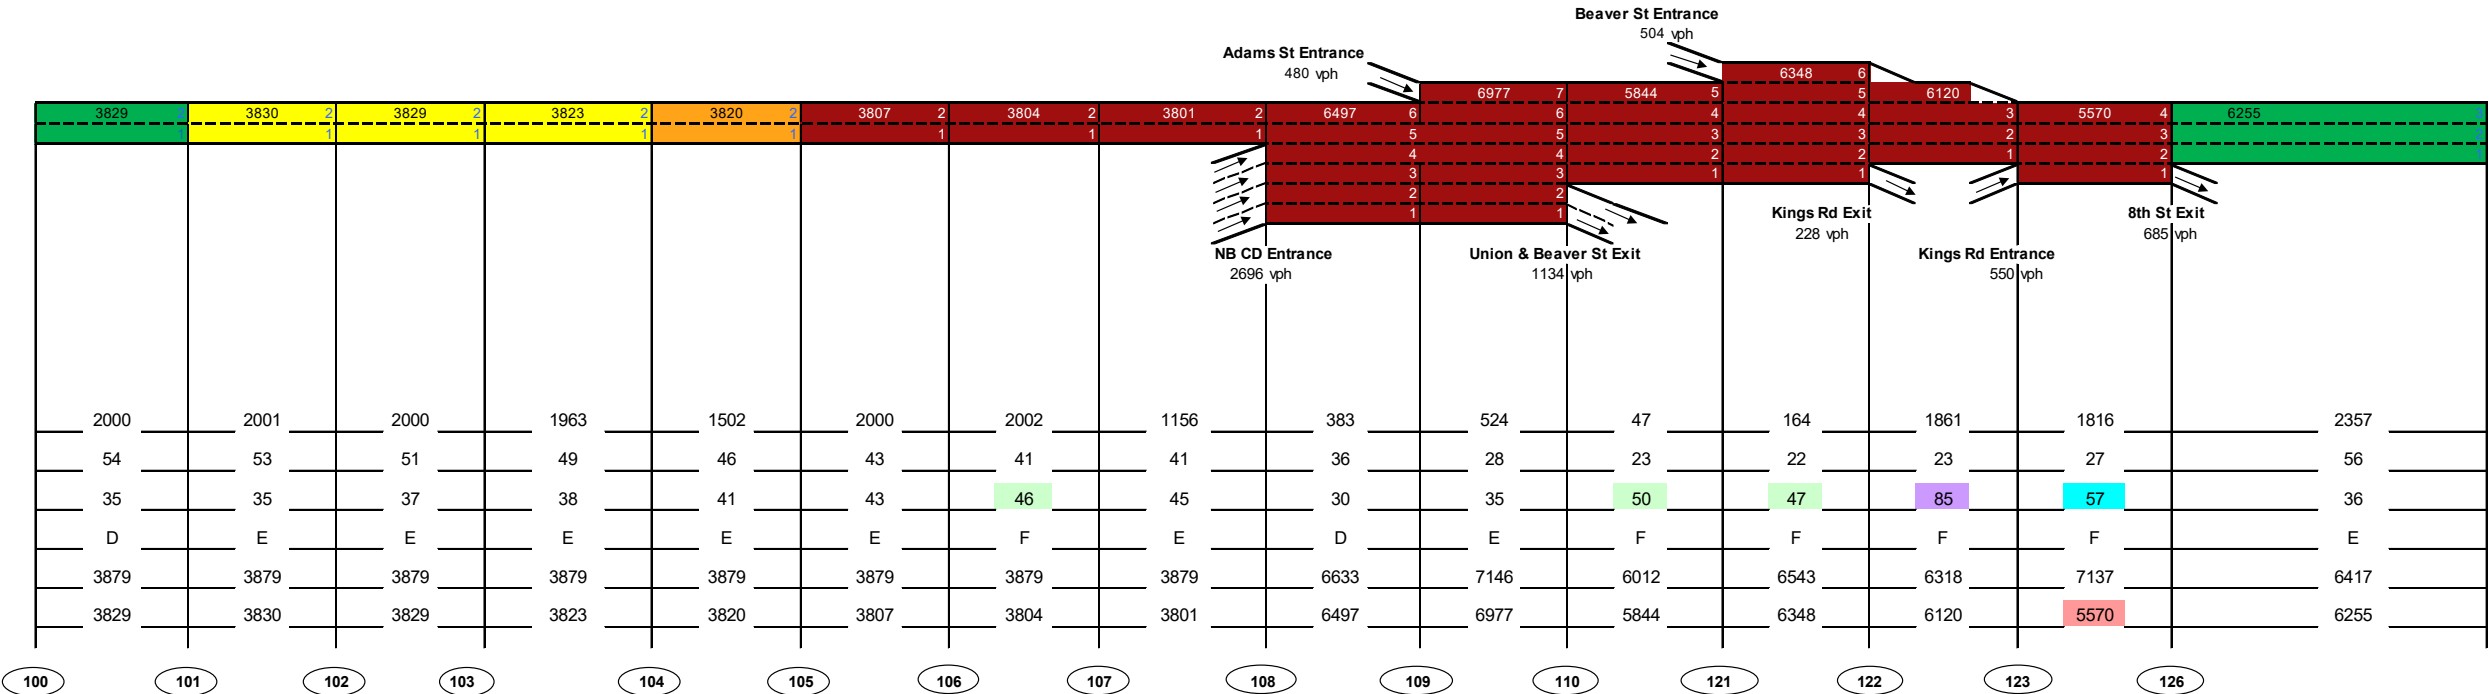 Beaver St Entrance
504 vph
Adams St Entrance
480 vph
6348 6
6977 7 5844 5 5 6120
3829 2 3830 2 3829 2 3823 2 3820 2 3807 2 3804 2 3801 2 6497 6 6 4 4 3 5570 4 6255
1 1 1 1 1 1 1 1 5 5 3 3 2 3
4 4 2 2 1 2
3 3 1 1 1
2 2
1 1
Kings Rd Exit 8th St Exit
228 vph 685 vph
NB CD Entrance Union & Beaver St Exit Kings Rd Entrance
2696 vph 1134 vph 550 vph
2000 2001 2000 1963 1502 2000 2002 1156 383 524 47 164 1861 1816 2357
54 53 51 49 46 43 41 41 36 28 23 22 23 27 56
35 35 37 38 41 43 46 45 30 35 50 47 85 57 36
D E E E E E F E D E F F F F E
3879 3879 3879 3879 3879 3879 3879 3879 6633 7146 6012 6543 6318 7137 6417
3829 3830 3829 3823 3820 3807 3804 3801 6497 6977 5844 6348 6120 5570 6255
100 101 102 103 104 105 106 107 108 109 110 121 122 123 126